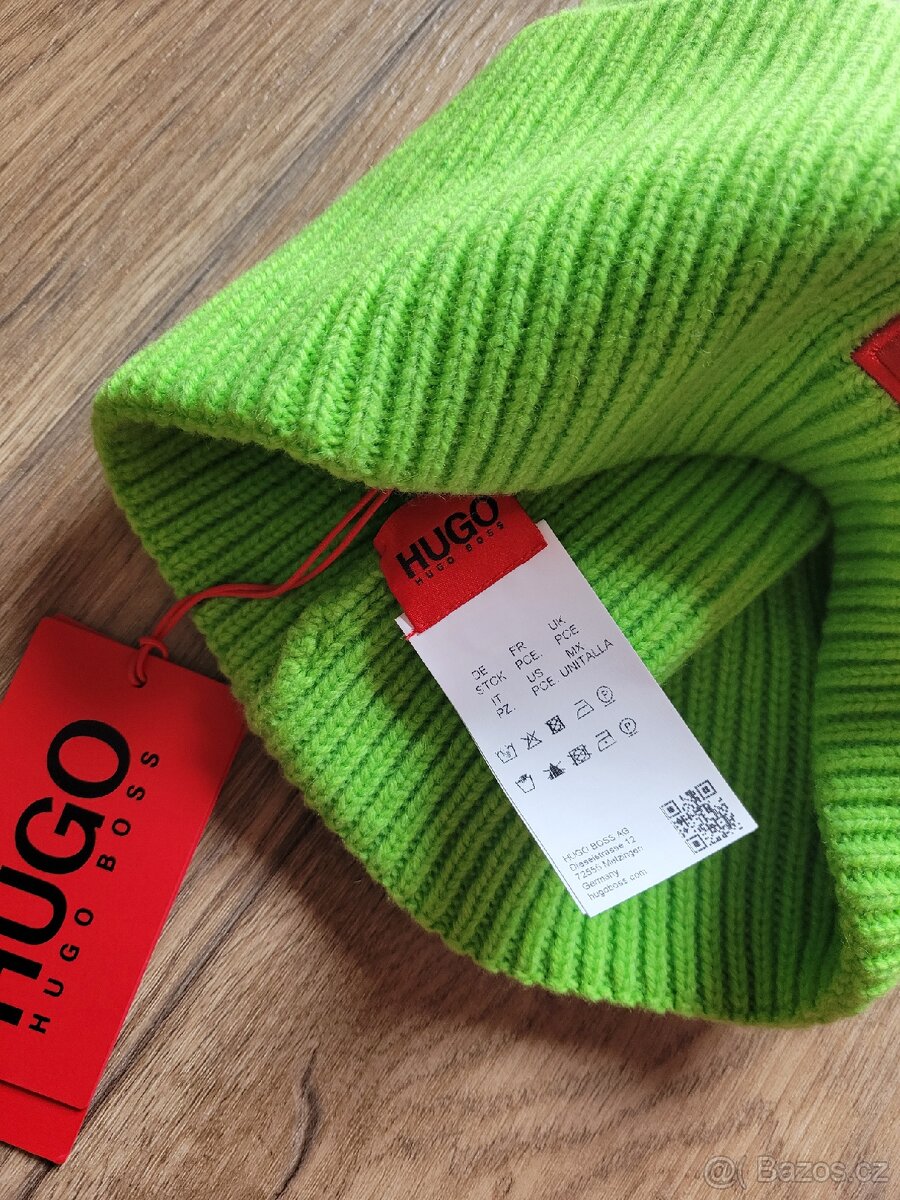 HUGO
HUGO BOSS
DE FR UK
STCK PCE. PCE
IT US MX
PZ. PCE UNITALLA
HUGO BOSS AG
Dieselstrasse 12
72555 Metzingen
Germany
hugoboss.com
HUGO
HUGO BOSS
@ Bazos.cz